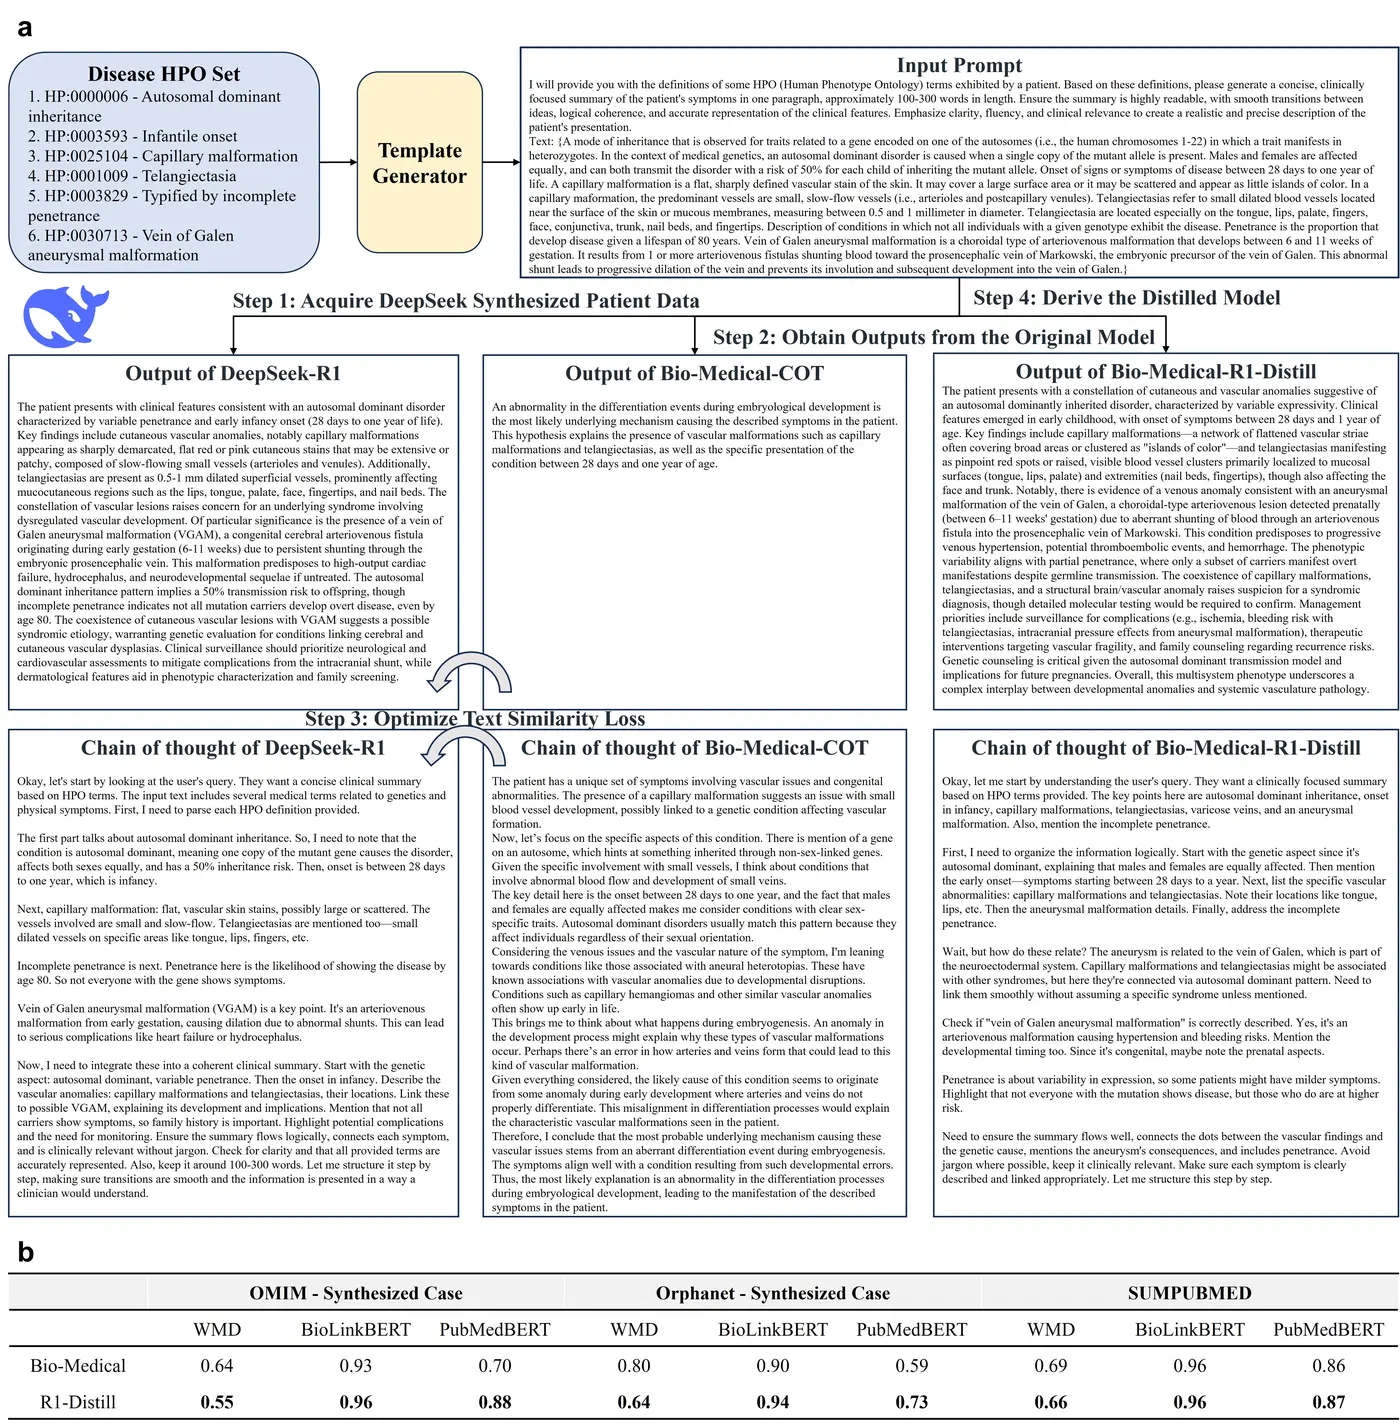 a
Disease HPO Set
1. HP:0000006 - Autosomal dominant
inheritance
2. HP:0003593 - Infantile onset
3. HP:0025104 - Capillary malformation
4. HP:0001009 - Telangiectasia
5. HP:0003829 - Typified by incomplete
penetrance
6. HP:0030713 - Vein of Galen
aneurysmal malformation
Template
Generator
Input Prompt
I will provide you with the definitions of some HPO (Human Phenotype Ontology) terms exhibited by a patient. Based on these definitions, please generate a concise, clinically
focused summary of the patient's symptoms in one paragraph, approximately 100-300 words in length. Ensure the summary is highly readable, with smooth transitions between
ideas, logical coherence, and accurate representation of the clinical features. Emphasize clarity, fluency, and clinical relevance to create a realistic and precise description of the
patient's presentation.
Text: {A mode of inheritance that is observed for traits related to a gene encoded on one of the autosomes (i.e., the human chromosomes 1-22) in which a trait manifests in
heterozygotes. In the context of medical genetics, an autosomal dominant disorder is caused when a single copy of the mutant allele is present. Males and females are affected
equally, and can both transmit the disorder with a risk of 50% for each child of inheriting the mutant allele. Onset of signs or symptoms of disease between 28 days to one year of
life. A capillary malformation is a flat, sharply defined vascular stain of the skin. It may cover a large surface area or it may be scattered and appear as little islands of color. In a
capillary malformation, the predominant vessels are small, slow-flow vessels (i.e., arterioles and postcapillary venules). Telangiectasias refer to small dilated blood vessels located
near the surface of the skin or mucous membranes, measuring between 0.5 and 1 millimeter in diameter. Telangiectasia are located especially on the tongue, lips, palate, fingers,
face, conjunctiva, trunk, nail beds, and fingertips. Description of conditions in which not all individuals with a given genotype exhibit the disease. Penetrance is the proportion that
develop disease given a lifespan of 80 years. Vein of Galen aneurysmal malformation is a choroidal type of arteriovenous malformation that develops between 6 and 11 weeks of
gestation. It results from 1 or more arteriovenous fistulas shunting blood toward the prosencephalic vein of Markowski, the embryonic precursor of the vein of Galen. This abnormal
shunt leads to progressive dilation of the vein and prevents its involution and subsequent development into the vein of Galen.}
Step 1: Acquire DeepSeek Synthesized Patient Data
Step 4: Derive the Distilled Model
Step 2: Obtain Outputs from the Original Model
Output of DeepSeek-R1
The patient presents with clinical features consistent with an autosomal dominant disorder
characterized by variable penetrance and early infancy onset (28 days to one year of life).
Key findings include cutaneous vascular anomalies, notably capillary malformations
appearing as sharply demarcated, flat red or pink cutaneous stains that may be extensive or
patchy, composed of slow-flowing small vessels (arterioles and venules). Additionally,
telangiectasias are present as 0.5-1 mm dilated superficial vessels, prominently affecting
mucocutaneous regions such as the lips, tongue, palate, face, fingertips, and nail beds. The
constellation of vascular lesions raises concern for an underlying syndrome involving
dysregulated vascular development. Of particular significance is the presence of a vein of
Galen aneurysmal malformation (VGAM), a congenital cerebral arteriovenous fistula
originating during early gestation (6-11 weeks) due to persistent shunting through the
embryonic prosencephalic vein. This malformation predisposes to high-output cardiac
failure, hydrocephalus, and neurodevelopmental sequelae if untreated. The autosomal
dominant inheritance pattern implies a 50% transmission risk to offspring, though
incomplete penetrance indicates not all mutation carriers develop overt disease, even by
age 80. The coexistence of cutaneous vascular lesions with VGAM suggests a possible
syndromic etiology, warranting genetic evaluation for conditions linking cerebral and
cutaneous vascular dysplasias. Clinical surveillance should prioritize neurological and
cardiovascular assessments to mitigate complications from the intracranial shunt, while
dermatological features aid in phenotypic characterization and family screening.
Output of Bio-Medical-COT
An abnormality in the differentiation events during embryological development is
the most likely underlying mechanism causing the described symptoms in the patient.
This hypothesis explains the presence of vascular malformations such as capillary
malformations and telangiectasias, as well as the specific presentation of the
condition between 28 days and one year of age.
Output of Bio-Medical-R1-Distill
The patient presents with a constellation of cutaneous and vascular anomalies suggestive of
an autosomal dominantly inherited disorder, characterized by variable expressivity. Clinical
features emerged in early childhood, with onset of symptoms between 28 days and 1 year of
age. Key findings include capillary malformations—a network of flattened vascular striae
often covering broad areas or clustered as "islands of color"—and telangiectasias manifesting
as pinpoint red spots or raised, visible blood vessel clusters primarily localized to mucosal
surfaces (tongue, lips, palate) and extremities (nail beds, fingertips), though also affecting the
face and trunk. Notably, there is evidence of a venous anomaly consistent with an aneurysmal
malformation of the vein of Galen, a choroidal-type arteriovenous lesion detected prenatally
(between 6–11 weeks' gestation) due to aberrant shunting of blood through an arteriovenous
fistula into the prosencephalic vein of Markowski. This condition predisposes to progressive
venous hypertension, potential thromboembolic events, and hemorrhage. The phenotypic
variability aligns with partial penetrance, where only a subset of carriers manifest overt
manifestations despite germline transmission. The coexistence of capillary malformations,
telangiectasias, and a structural brain/vascular anomaly raises suspicion for a syndromic
diagnosis, though detailed molecular testing would be required to confirm. Management
priorities include surveillance for complications (e.g., ischemia, bleeding risk with
telangiectasias, intracranial pressure effects from aneurysmal malformation), therapeutic
interventions targeting vascular fragility, and family counseling regarding recurrence risks.
Genetic counseling is critical given the autosomal dominant transmission model and
implications for future pregnancies. Overall, this multisystem phenotype underscores a
complex interplay between developmental anomalies and systemic vasculature pathology.
Step 3: Optimize Text Similarity Loss
Chain of thought of DeepSeek-R1
Okay, let's start by looking at the user's query. They want a concise clinical summary
based on HPO terms. The input text includes several medical terms related to genetics and
physical symptoms. First, I need to parse each HPO definition provided.
The first part talks about autosomal dominant inheritance. So, I need to note that the
condition is autosomal dominant, meaning one copy of the mutant gene causes the disorder,
affects both sexes equally, and has a 50% inheritance risk. Then, onset is between 28 days
to one year, which is infancy.
Next, capillary malformation: flat, vascular skin stains, possibly large or scattered. The
vessels involved are small and slow-flow. Telangiectasias are mentioned too—small
dilated vessels on specific areas like tongue, lips, fingers, etc.
Incomplete penetrance is next. Penetrance here is the likelihood of showing the disease by
age 80. So not everyone with the gene shows symptoms.
Vein of Galen aneurysmal malformation (VGAM) is a key point. It's an arteriovenous
malformation from early gestation, causing dilation due to abnormal shunts. This can lead
to serious complications like heart failure or hydrocephalus.
Now, I need to integrate these into a coherent clinical summary. Start with the genetic
aspect: autosomal dominant, variable penetrance. Then the onset in infancy. Describe the
vascular anomalies: capillary malformations and telangiectasias, their locations. Link these
to possible VGAM, explaining its development and implications. Mention that not all
carriers show symptoms, so family history is important. Highlight potential complications
and the need for monitoring. Ensure the summary flows logically, connects each symptom,
and is clinically relevant without jargon. Check for clarity and that all provided terms are
accurately represented. Also, keep it around 100-300 words. Let me structure it step by
step, making sure transitions are smooth and the information is presented in a way a
clinician would understand.
Chain of thought of Bio-Medical-COT
The patient has a unique set of symptoms involving vascular issues and congenital
abnormalities. The presence of a capillary malformation suggests an issue with small
blood vessel development, possibly linked to a genetic condition affecting vascular
formation.
Now, let's focus on the specific aspects of this condition. There is mention of a gene
on an autosome, which hints at something inherited through non-sex-linked genes.
Given the specific involvement with small vessels, I think about conditions that
involve abnormal blood flow and development of small veins.
The key detail here is the onset between 28 days to one year, and the fact that males
and females are equally affected makes me consider conditions with clear sex-
specific traits. Autosomal dominant disorders usually match this pattern because they
affect individuals regardless of their sexual orientation.
Considering the venous issues and the vascular nature of the symptom, I'm leaning
towards conditions like those associated with aneural heterotopias. These have
known associations with vascular anomalies due to developmental disruptions.
Conditions such as capillary hemangiomas and other similar vascular anomalies
often show up early in life.
This brings me to think about what happens during embryogenesis. An anomaly in
the development process might explain why these types of vascular malformations
occur. Perhaps there's an error in how arteries and veins form that could lead to this
kind of vascular malformation.
Given everything considered, the likely cause of this condition seems to originate
from some anomaly during early development where arteries and veins do not
properly differentiate. This misalignment in differentiation processes would explain
the characteristic vascular malformations seen in the patient.
Therefore, I conclude that the most probable underlying mechanism causing these
vascular issues stems from an aberrant differentiation event during embryogenesis.
The symptoms align well with a condition resulting from such developmental errors.
Thus, the most likely explanation is an abnormality in the differentiation processes
during embryological development, leading to the manifestation of the described
symptoms in the patient.
Chain of thought of Bio-Medical-R1-Distill
Okay, let me start by understanding the user's query. They want a clinically focused summary
based on HPO terms provided. The key points here are autosomal dominant inheritance, onset
in infancy, capillary malformations, telangiectasias, varicose veins, and an aneurysmal
malformation. Also, mention the incomplete penetrance.
First, I need to organize the information logically. Start with the genetic aspect since it's
autosomal dominant, explaining that males and females are equally affected. Then mention
the early onset—symptoms starting between 28 days to a year. Next, list the specific vascular
abnormalities: capillary malformations and telangiectasias. Note their locations like tongue,
lips, etc. Then the aneurysmal malformation details. Finally, address the incomplete
penetrance.
Wait, but how do these relate? The aneurysm is related to the vein of Galen, which is part of
the neuroectodermal system. Capillary malformations and telangiectasias might be associated
with other syndromes, but here they're connected via autosomal dominant pattern. Need to
link them smoothly without assuming a specific syndrome unless mentioned.
Check if "vein of Galen aneurysmal malformation" is correctly described. Yes, it's an
arteriovenous malformation causing hypertension and bleeding risks. Mention the
developmental timing too. Since it's congenital, maybe note the prenatal aspects.
Penetrance is about variability in expression, so some patients might have milder symptoms.
Highlight that not everyone with the mutation shows disease, but those who do are at higher
risk.
Need to ensure the summary flows well, connects the dots between the vascular findings and
the genetic cause, mentions the aneurysm's consequences, and includes penetrance. Avoid
jargon where possible, keep it clinically relevant. Make sure each symptom is clearly
described and linked appropriately. Let me structure this step by step.
b
OMIM - Synthesized Case Orphanet - Synthesized Case SUMPUBMED
WMD BioLinkBERT PubMedBERT WMD BioLinkBERT PubMedBERT WMD BioLinkBERT PubMedBERT
Bio-Medical 0.64 0.93 0.70 0.80 0.90 0.59 0.69 0.96 0.86
R1-Distill 0.55 0.96 0.88 0.64 0.94 0.73 0.66 0.96 0.87